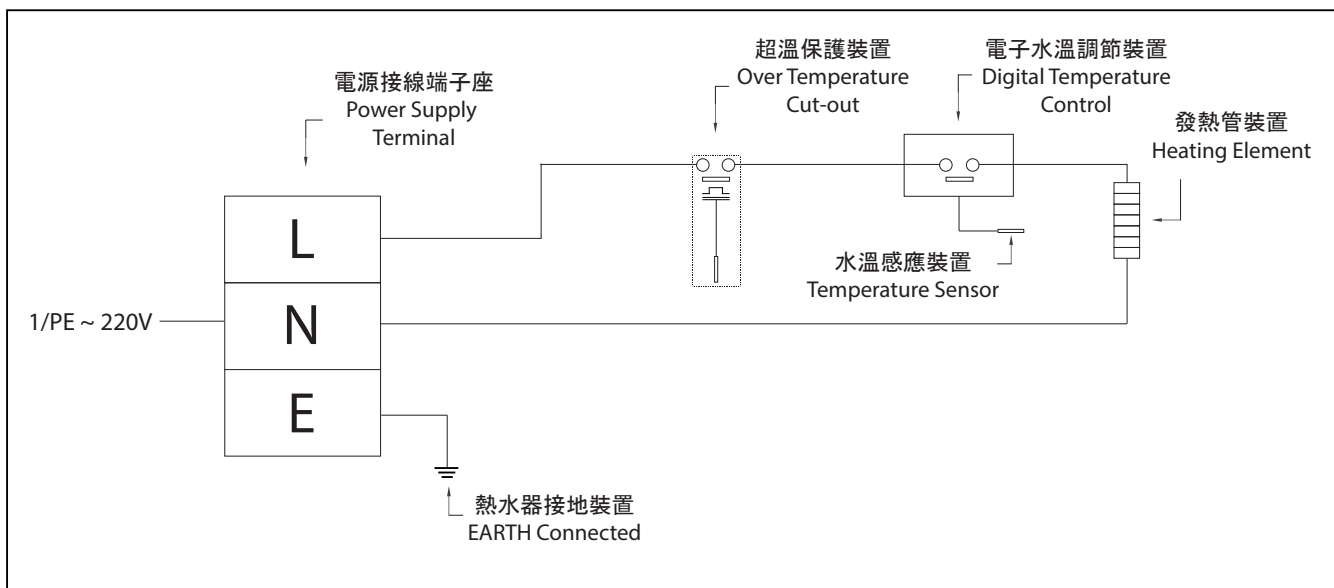 超溫保護裝置
Over Temperature
Cut-out
電子水溫調節裝置
Digital Temperature
Control
電源接線端子座
Power Supply
Terminal
發熱管裝置
Heating Element
L
水溫感應裝置
Temperature Sensor
1/PE ~ 220V
N
E
熱水器接地裝置
EARTH Connected